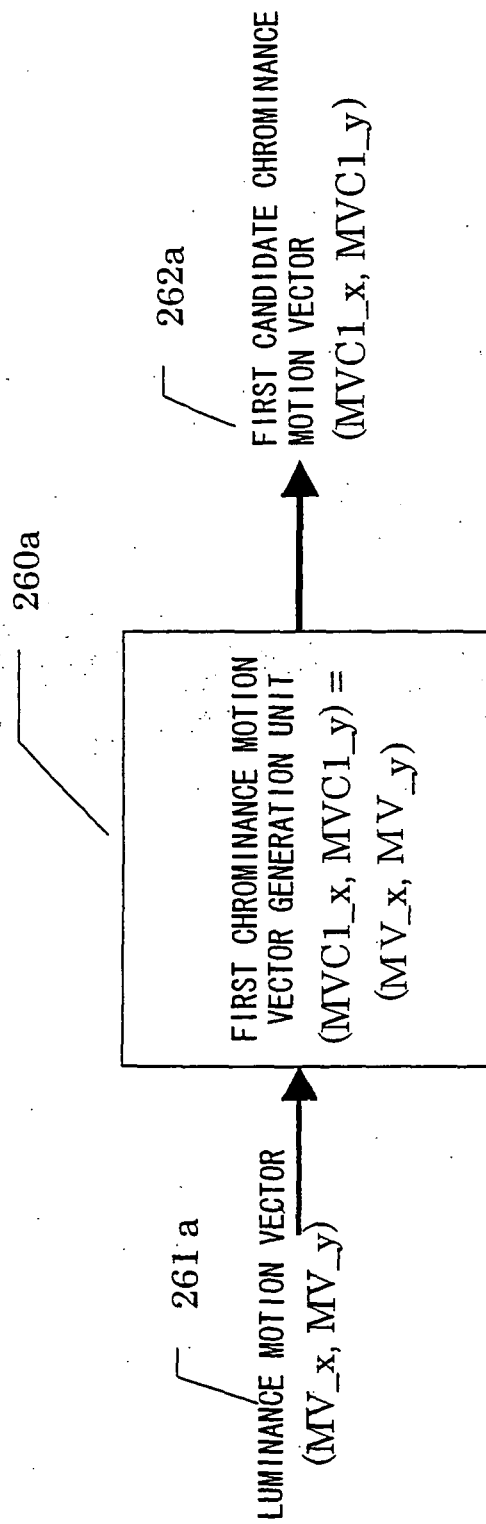 261a
LUMINANCE MOTION VECTOR
(MV_x, MV_y)
260a
FIRST CHROMINANCE MOTION
VECTOR GENERATION UNIT
(MVC1_x, MVC1_y) =
(MV_x, MV_y)
262a
FIRST CANDIDATE CHROMINANCE
MOTION VECTOR
(MVC1_x, MVC1_y)